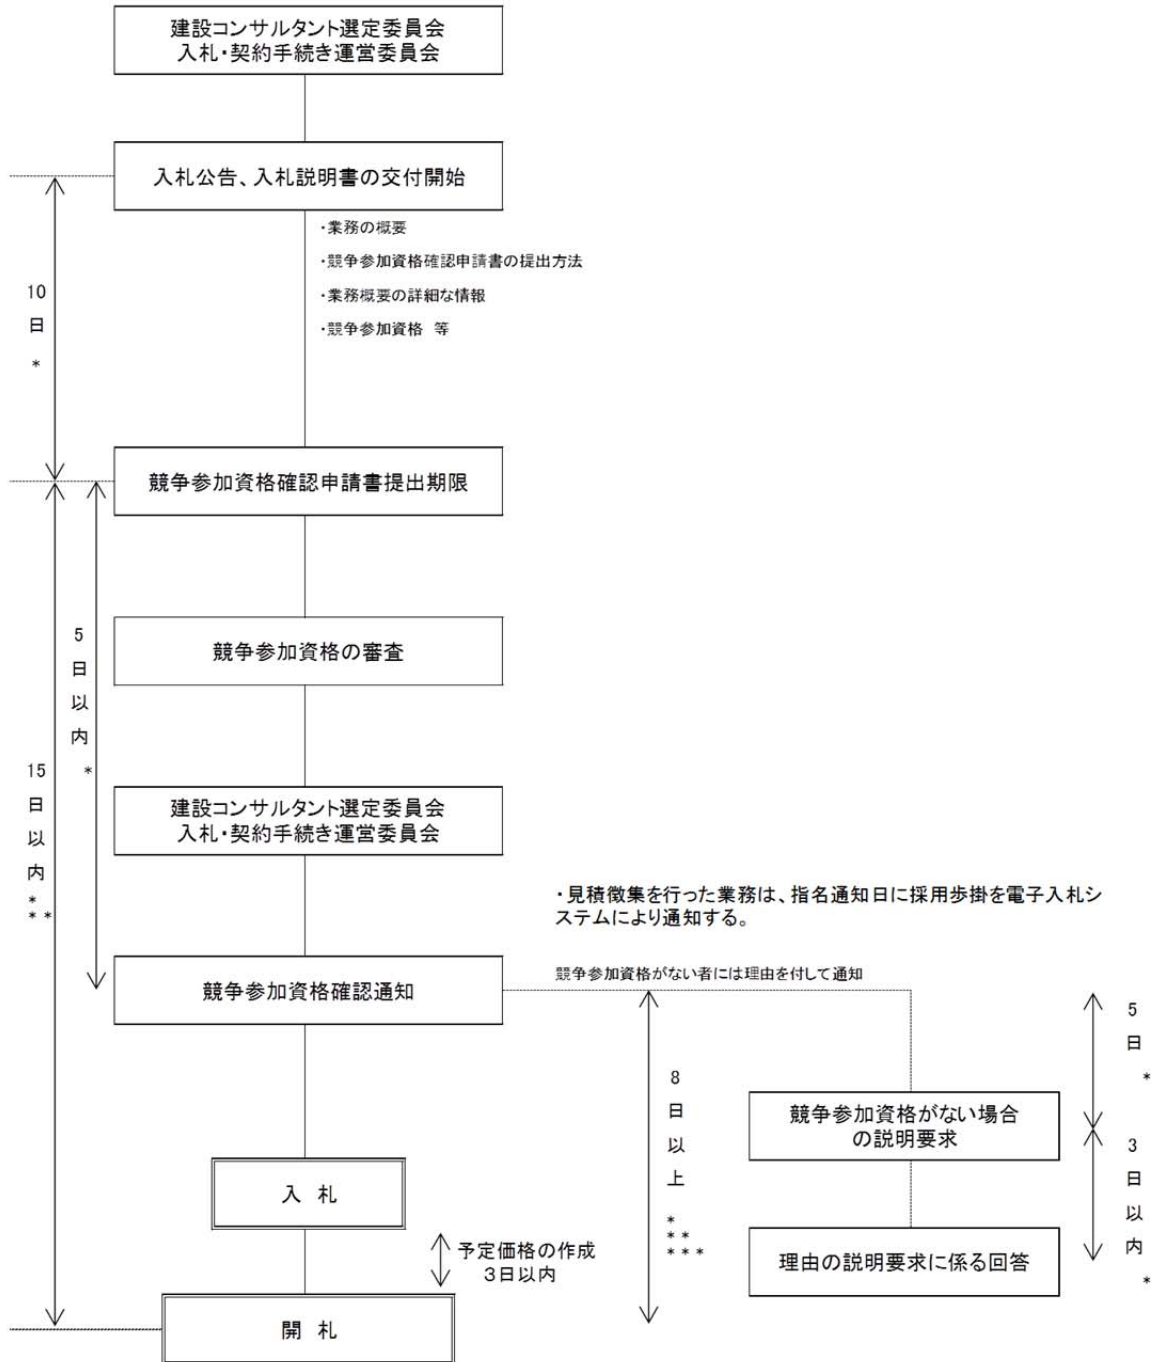 建設コンサルタント選定委員会
入札・契約手続き運営委員会
入札公告、入札説明書の交付開始
・業務の概要
・競争参加資格確認申請書の提出方法
・業務概要の詳細な情報
・競争参加資格 等
10日 *
競争参加資格確認申請書提出期限
5日以内 *
競争参加資格の審査
15日以内 *
* *
建設コンサルタント選定委員会
入札・契約手続き運営委員会
・見積徴集を行った業務は、指名通知日に採用歩掛を電子入札シ
ステムにより通知する。
競争参加資格がない者には理由を付して通知
競争参加資格確認通知
5日 *
8日以上 *
* *
* * *
競争参加資格がない場合
の説明要求
3日以内 *
入 札
予定価格の作成
3日以内
理由の説明要求に係る回答
開 札